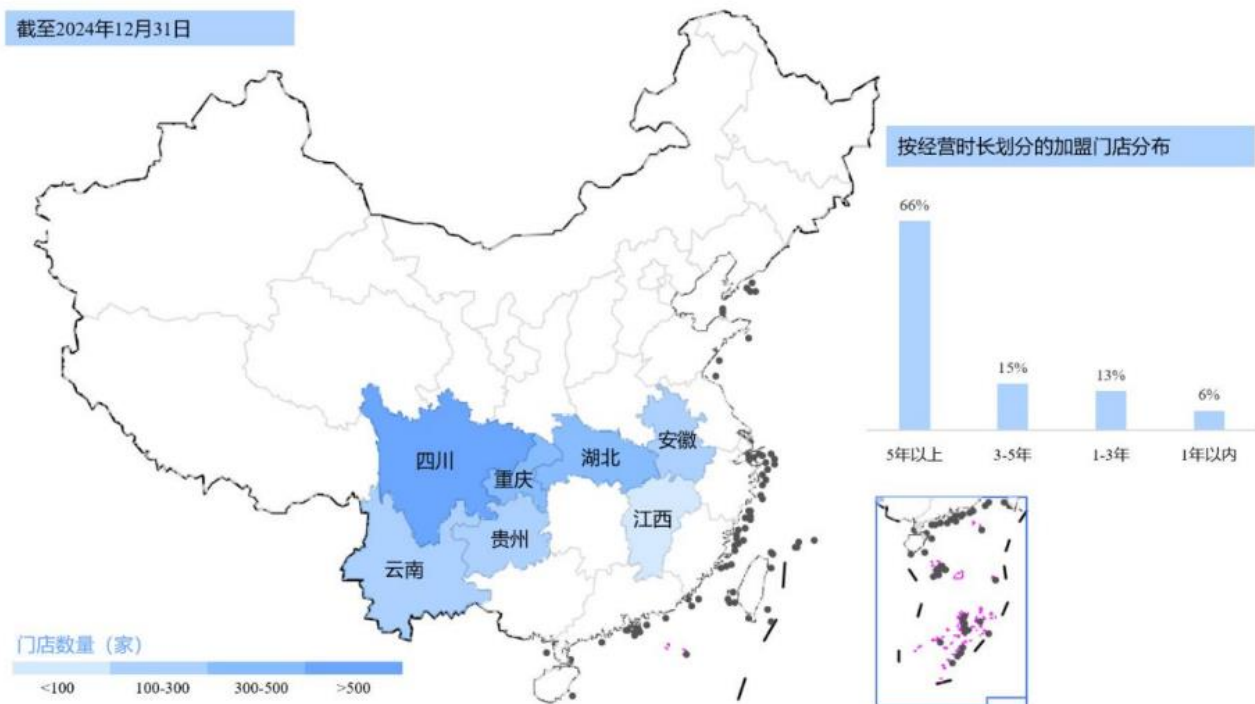 截至2024年12月31日
按经营时长划分的加盟门店分布
66%
15%
13%
6%
5年以上
3-5年
1-3年
1年以内
四川
重庆
湖北
安徽
江西
贵州
云南
门店数量（家）
<100
100-300
300-500
>500